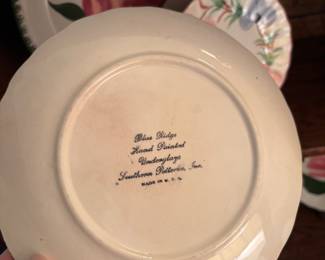 Blue Ridge
Hand Painted
Underglaze
Southern Potteries, Inc.
MADE IN U. S. A.